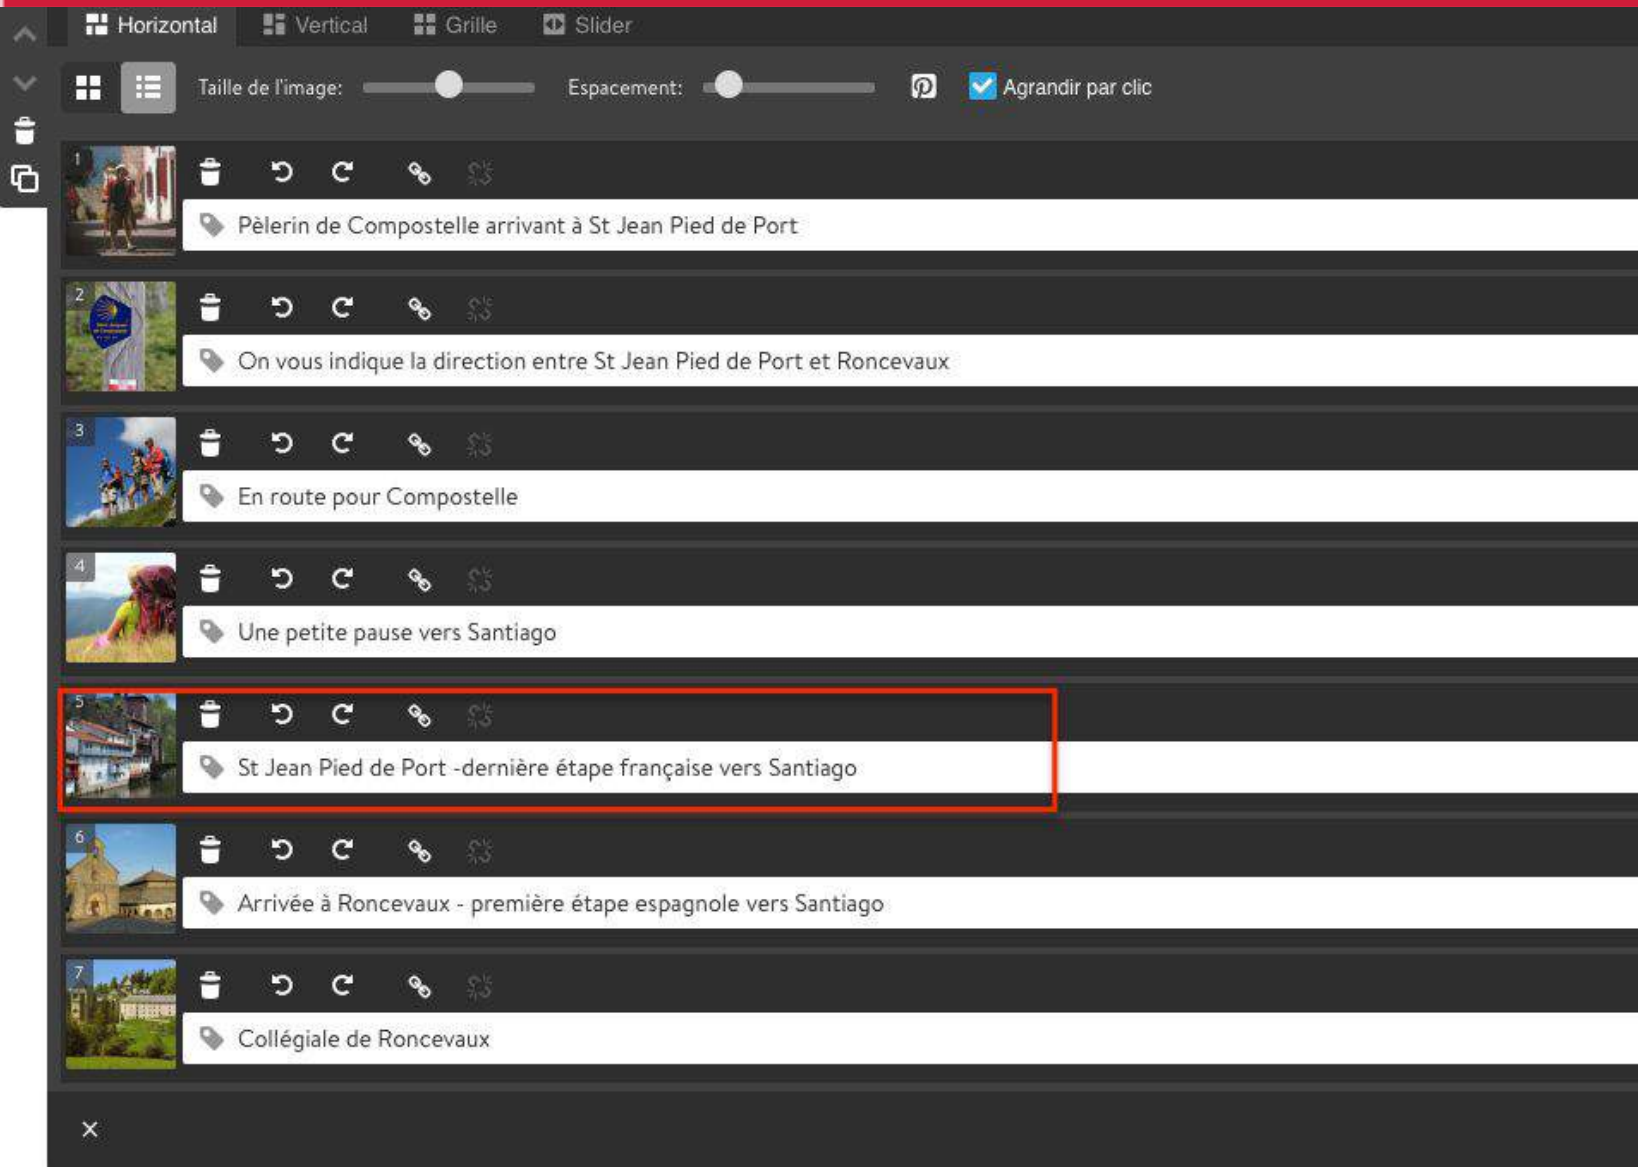 Horizontal Vertical Grille Slider
Taille de l'image: Espacement: Agrandir par clic
1
Pèlerin de Compostelle arrivant à St Jean Pied de Port
2
On vous indique la direction entre St Jean Pied de Port et Roncevaux
3
En route pour Compostelle
4
Une petite pause vers Santiago
5
St Jean Pied de Port -dernière étape française vers Santiago
6
Arrivée à Roncevaux - première étape espagnole vers Santiago
7
Collégiale de Roncevaux